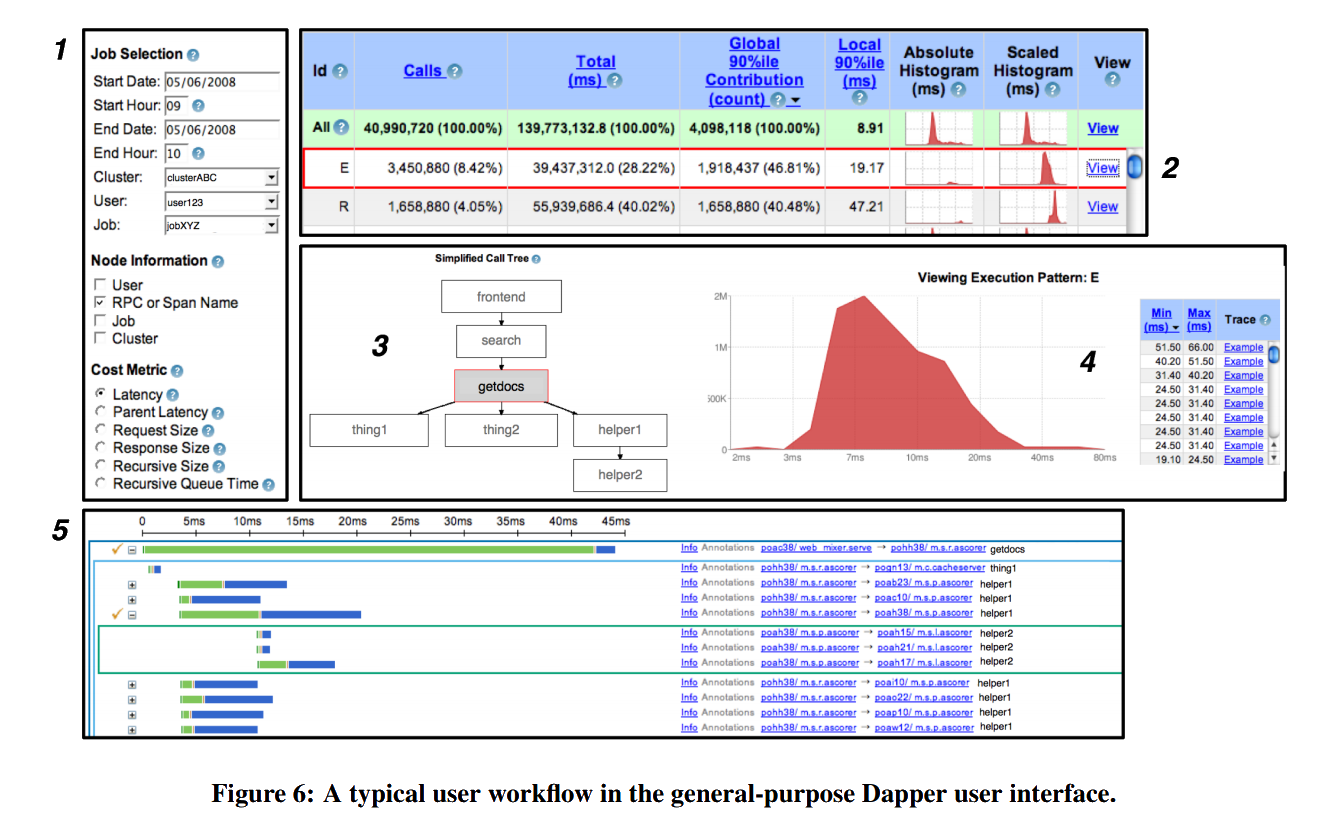 1
Job Selection ?
Start Date: 05/06/2008
Start Hour: 09 ?
End Date: 05/06/2008
End Hour: 10 ?
Cluster: clusterABC
User: user123
Job: jobXYZ
Node Information ?
User
RPC or Span Name
Job
Cluster
Cost Metric ?
Latency ?
Parent Latency ?
Request Size ?
Response Size ?
Recursive Size ?
Recursive Queue Time ?
2
Id ? Calls ? Total (ms) ? Global 90%ile Contribution (count) ? Local 90%ile (ms) ? Absolute Histogram (ms) ? Scaled Histogram (ms) ? View ?
All ? 40,990,720 (100.00%) 139,773,132.8 (100.00%) 4,098,118 (100.00%) 8.91 View
E 3,450,880 (8.42%) 39,437,312.0 (28.22%) 1,918,437 (46.81%) 19.17 View
R 1,658,880 (4.05%) 55,939,686.4 (40.02%) 1,658,880 (40.48%) 47.21 View
3
Simplified Call Tree ?
frontend
search
getdocs
thing1 thing2 helper1
helper2
4
Viewing Execution Pattern: E
2M
1M
500K
0
2ms 3ms 7ms 10ms 20ms 40ms 80ms
Min (ms) Max (ms) Trace ?
51.50 66.00 Example
40.20 51.50 Example
31.40 40.20 Example
24.50 31.40 Example
24.50 31.40 Example
24.50 31.40 Example
24.50 31.40 Example
24.50 31.40 Example
19.10 24.50 Example
5
0 5ms 10ms 15ms 20ms 25ms 30ms 35ms 40ms 45ms
Info Annotations poac38/ web_mixer.serve → pohh38/ m.s.r.ascorer getdocs
Info Annotations pohh38/ m.s.r.ascorer → pogn13/ m.c.cacheserver thing1
Info Annotations pohh38/ m.s.r.ascorer → poab23/ m.s.p.ascorer helper1
Info Annotations pohh38/ m.s.r.ascorer → poac10/ m.s.p.ascorer helper1
Info Annotations pohh38/ m.s.r.ascorer → poah38/ m.s.p.ascorer helper1
Info Annotations poah38/ m.s.p.ascorer → poah15/ m.s.l.ascorer helper2
Info Annotations poah38/ m.s.p.ascorer → poah21/ m.s.l.ascorer helper2
Info Annotations poah38/ m.s.p.ascorer → poah17/ m.s.l.ascorer helper2
Info Annotations pohh38/ m.s.r.ascorer → poai10/ m.s.p.ascorer helper1
Info Annotations pohh38/ m.s.r.ascorer → poao22/ m.s.p.ascorer helper1
Info Annotations pohh38/ m.s.r.ascorer → poap10/ m.s.p.ascorer helper1
Info Annotations pohh38/ m.s.r.ascorer → poaw12/ m.s.p.ascorer helper1
Figure 6: A typical user workflow in the general-purpose Dapper user interface.